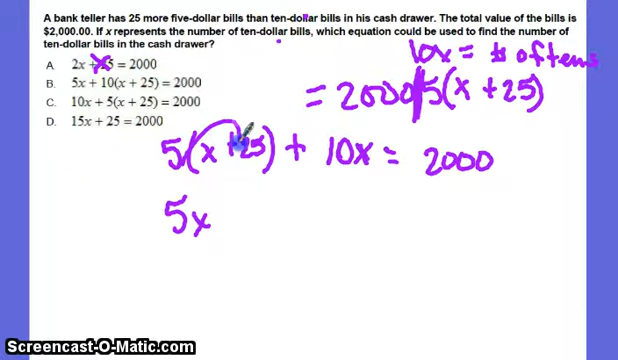 A bank teller has 25 more five-dollar bills than ten-dollar bills in his cash drawer. The total value of the bills is
$2,000.00. If x represents the number of ten-dollar bills, which equation could be used to find the number of
ten-dollar bills in the cash drawer?
A. 2x + 25 = 2000
B. 5x + 10(x + 25) = 2000
C. 10x + 5(x + 25) = 2000
D. 15x + 25 = 2000
10x = # of tens
= 2000 5(x + 25)
5(x + 25) + 10x = 2000
5x
Screencast-O-Matic.com